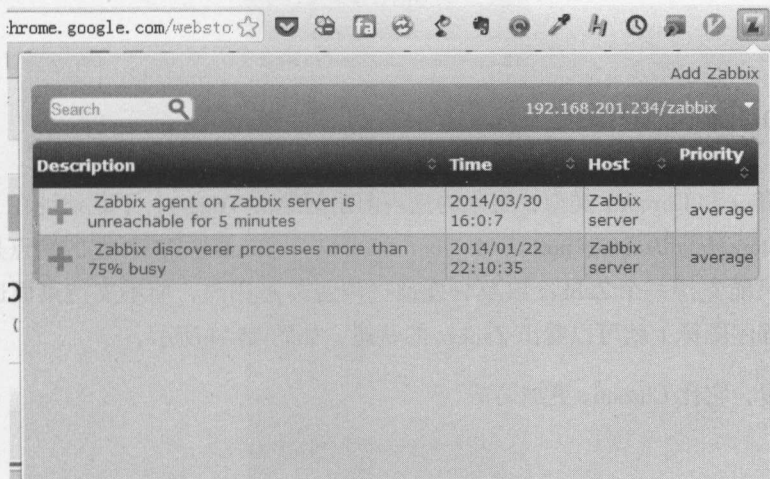 hrome.google.com/websto
Add Zabbix
Search
192.168.201.234/zabbix
Description
Time
Host
Priority
Zabbix agent on Zabbix server is
unreachable for 5 minutes
2014/03/30
16:0:7
Zabbix
server
average
Zabbix discoverer processes more than
75% busy
2014/01/22
22:10:35
Zabbix
server
average